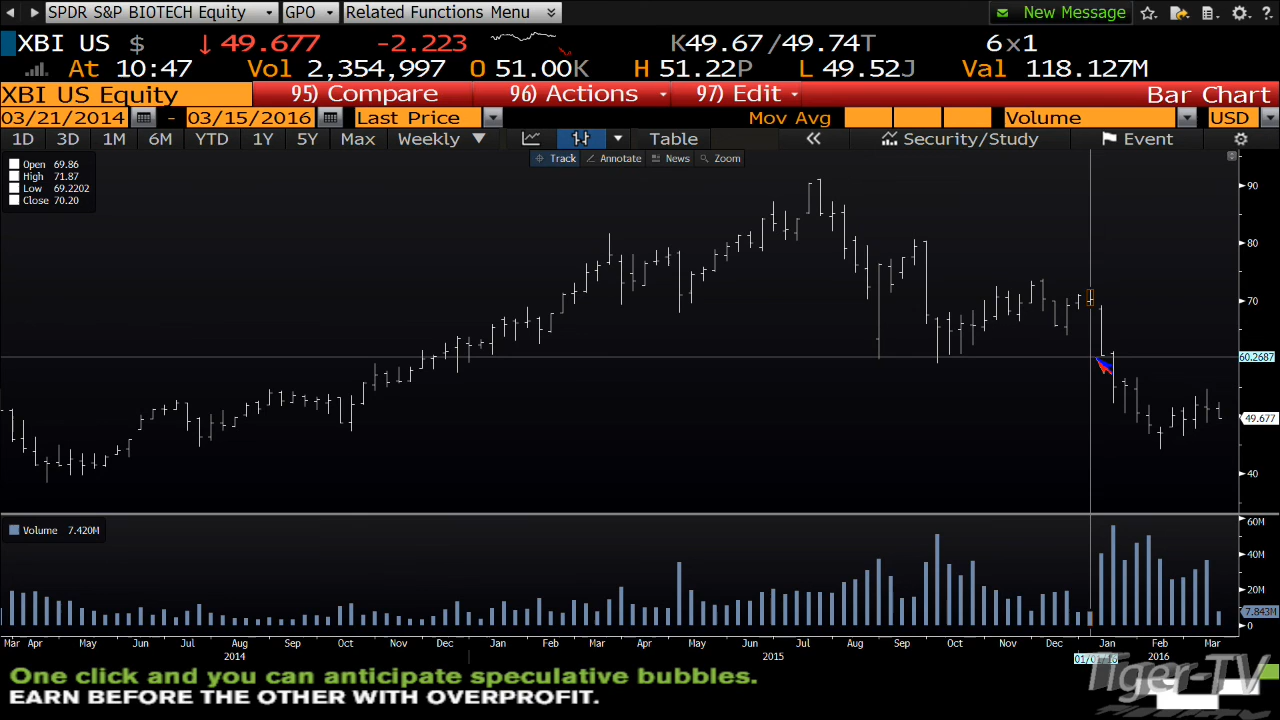 SPDR S&P BIOTECH Equity GPO Related Functions Menu New Message
XBI US $ ↓ 49.677 -2.223 K49.67/49.74T 6x1
At 10:47 Vol 2,354,997 O 51.00K H 51.22P L 49.52J Val 118.127M
XBI US Equity 95) Compare 96) Actions 97) Edit Bar Chart
03/21/2014 - 03/15/2016 Last Price Mov Avg Volume USD
1D 3D 1M 6M YTD 1Y 5Y Max Weekly ▼ Table « Security/Study Event
Track Annotate News Zoom
Open 69.86
High 71.87
Low 69.2202
Close 70.20
90
80
70
60.2687
49.677
40
Volume 7.420M
60M
40M
20M
7.843M
0
Mar Apr May Jun Jul Aug Sep Oct Nov Dec Jan Feb Mar Apr May Jun Jul Aug Sep Oct Nov Dec Jan Feb Mar
2014 2015 01/01/16 2016
One click and you can anticipate speculative bubbles.
EARN BEFORE THE OTHER WITH OVERPROFIT.
Tiger-TV